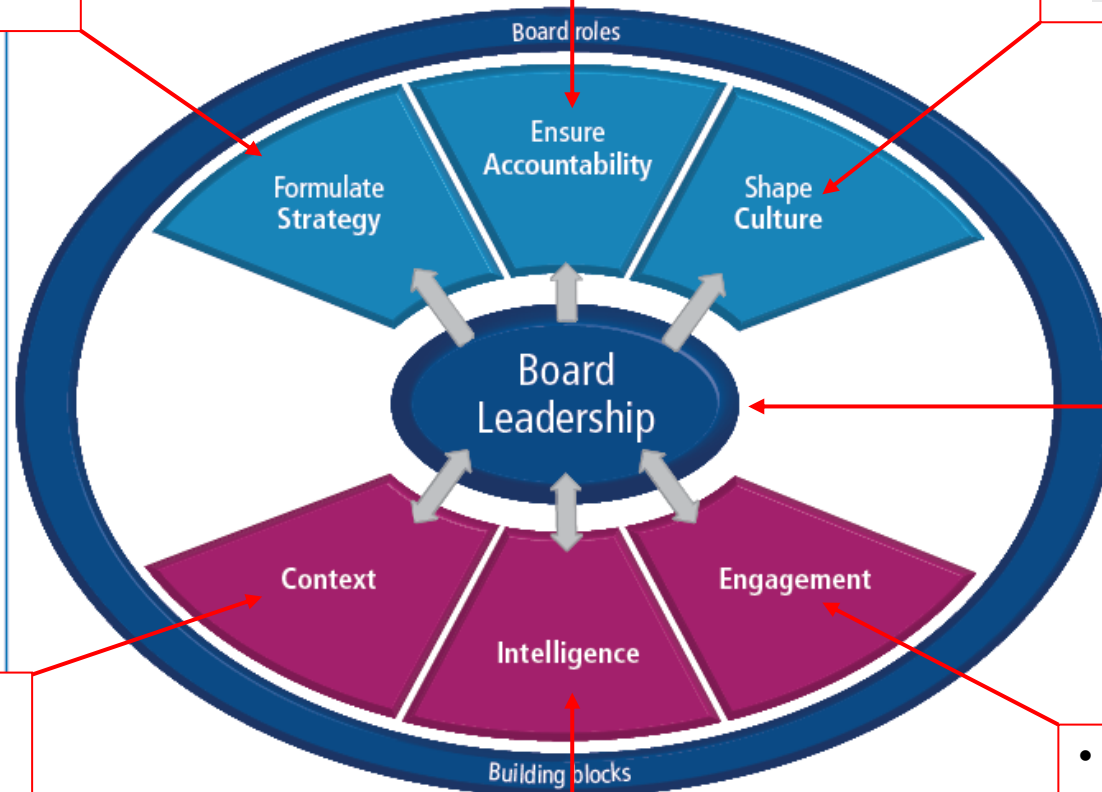 Board roles
Ensure
Accountability
Formulate
Strategy
Shape
Culture
Board
Leadership
Context
Engagement
Intelligence
Building blocks
•